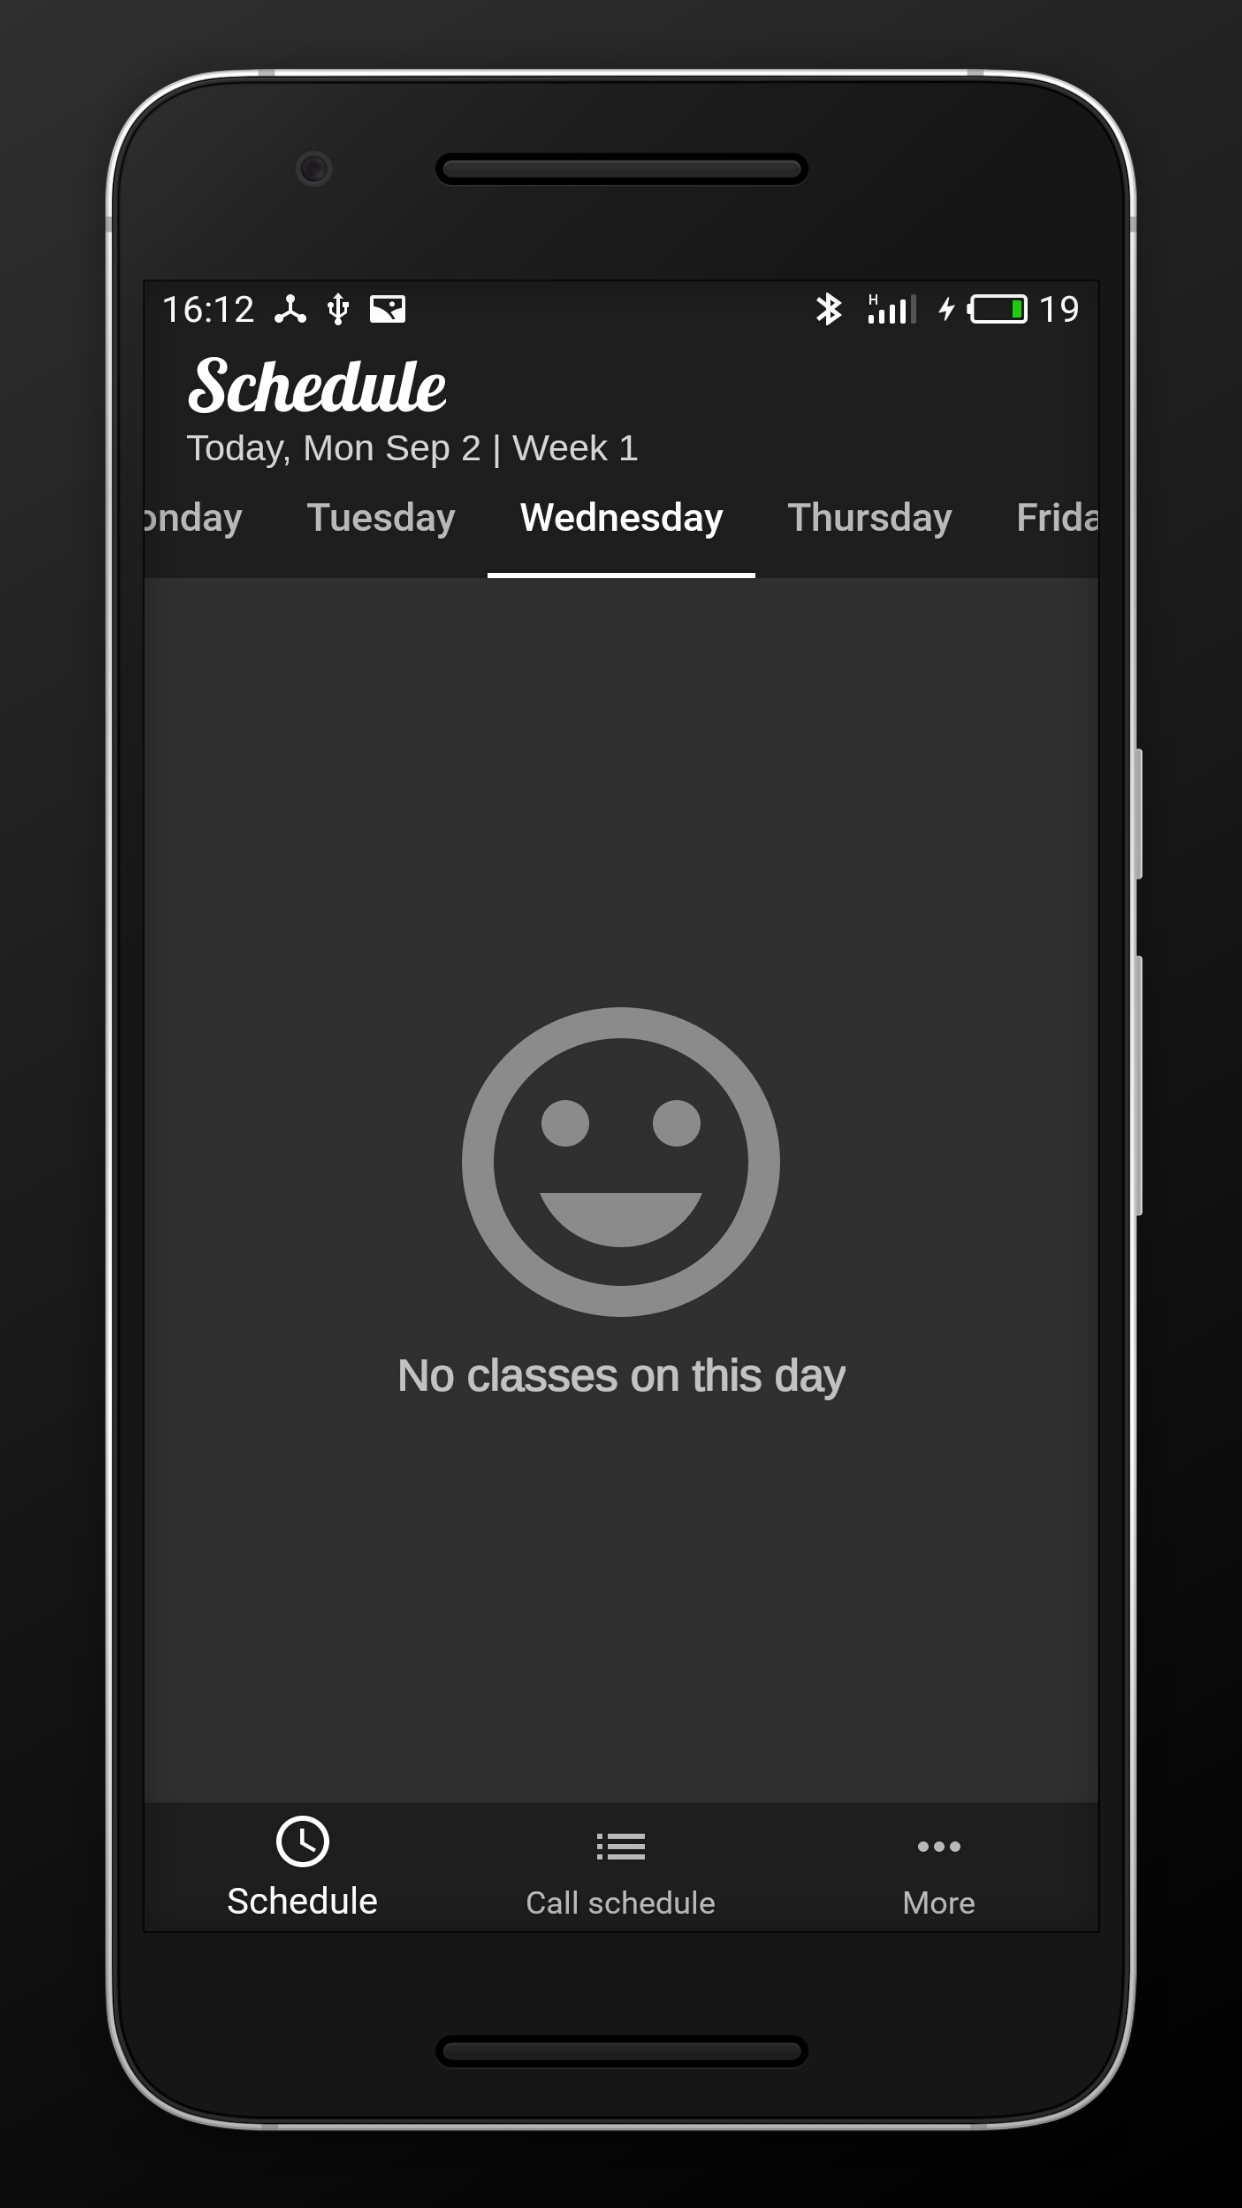 16:12 H 19
Schedule
Today, Mon Sep 2 | Week 1
onday Tuesday Wednesday Thursday Frida
No classes on this day
Schedule Call schedule More